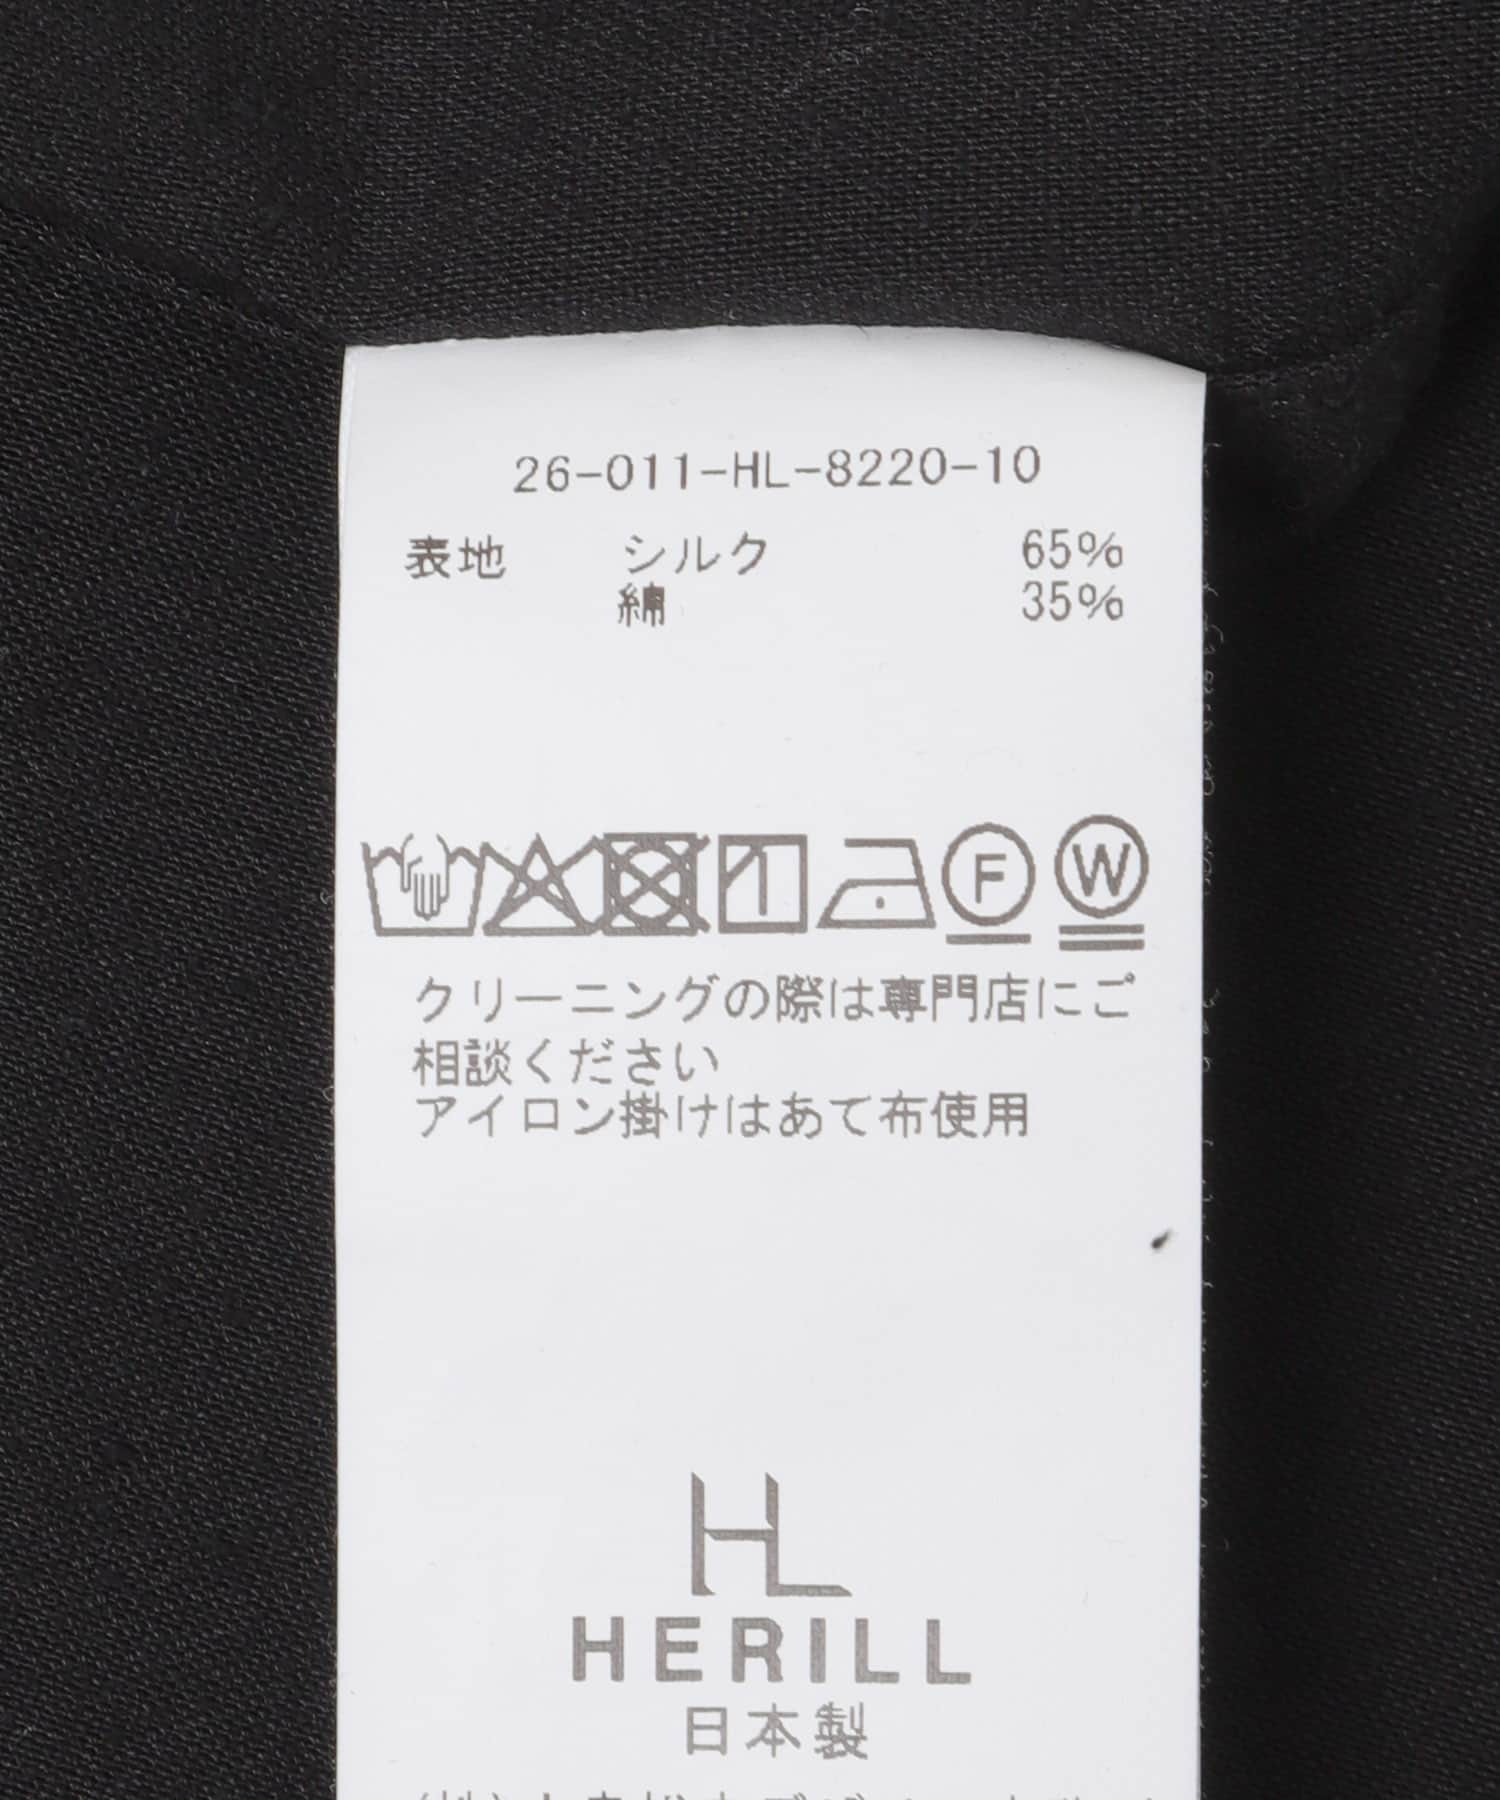 26-011-HL-8220-10
表地 シルク 65%
綿 35%
F W
クリーニングの際は専門店にご
相談ください
アイロン掛けはあて布使用
HL
HERILL
日本製